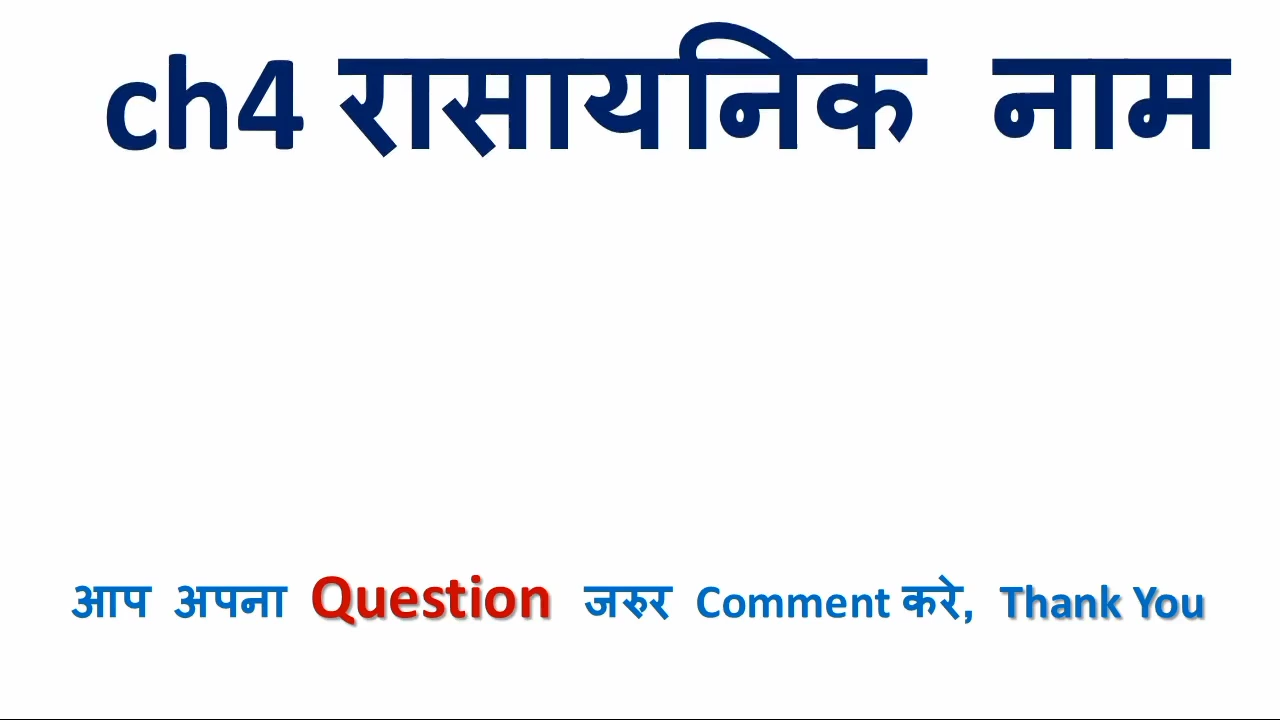 ch4 रासायनिक नाम
आप अपना Question जरुर Comment करे, Thank You